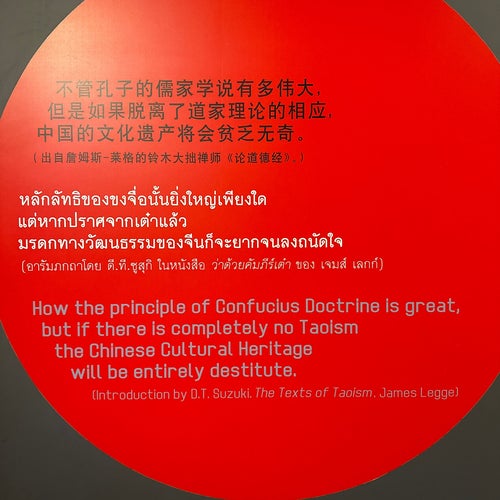 不管孔子的儒家学说有多伟大,
但是如果脱离了道家理论的相应,
中国的文化遗产将会贫乏无奇。
(出自詹姆斯-莱格的铃木大拙禅师《论道德经》.)
หลักลัทธิของขงจื่อนั้นยิ่งใหญ่เพียงใด
แต่หากปราศจากเต๋าแล้ว
มรดกทางวัฒนธรรมของจีนก็จะยากจนลงถนัดใจ
(อารัมภกถาโดย ดี.ที.ซูสุกิ ในหนังสือ ว่าด้วยคัมภีร์เต๋า ของ เจมส์ เลกก์)
How the principle of Confucius Doctrine is great,
but if there is completely no Taoism
the Chinese Cultural Heritage
will be entirely destitute.
(Introduction by D.T. Suzuki. The Texts of Taoism, James Legge)